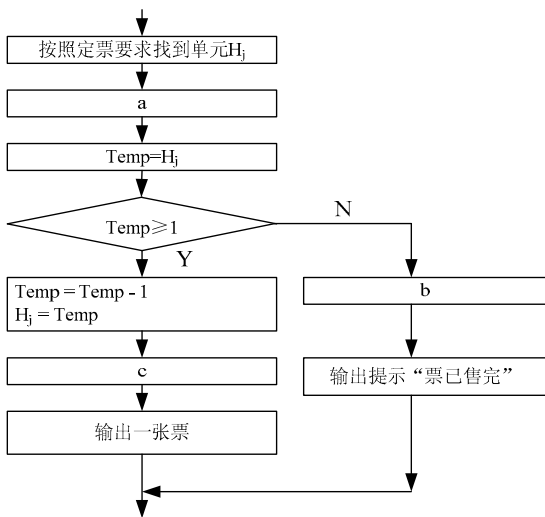 按照定票要求找到单元Hj
a
Temp=Hj
Temp≥1
N
Y
Temp = Temp - 1
Hj = Temp
b
c
输出提示“票已售完”
输出一张票